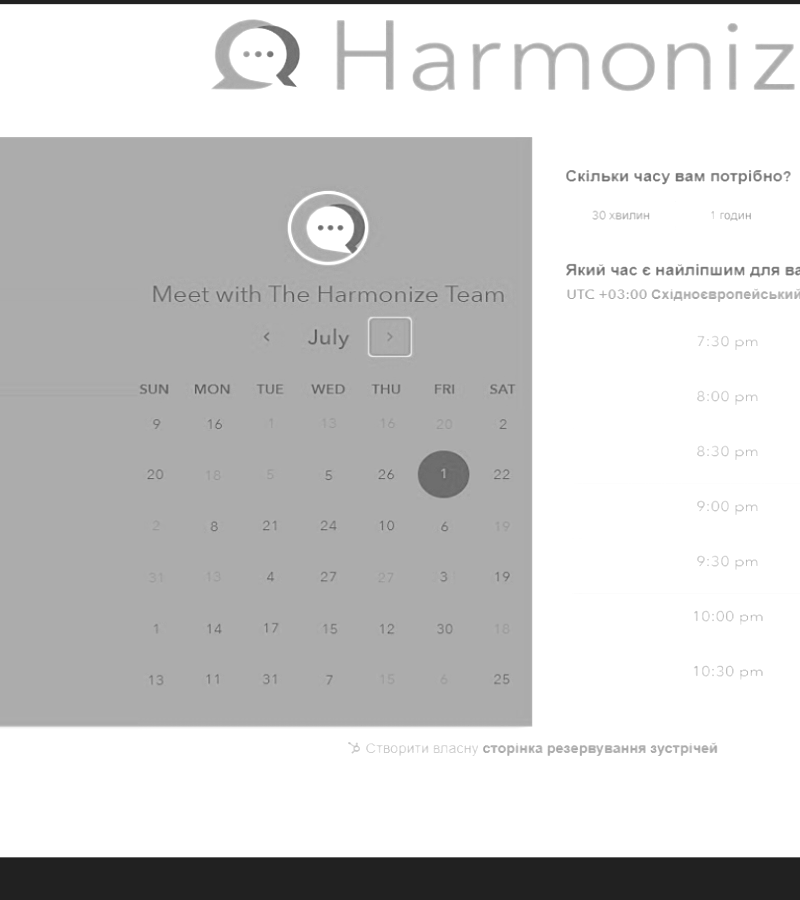 Harmoniz
Meet with The Harmonize Team
July
SUN MON TUE WED THU FRI SAT
9 16 1 13 16 20 2
20 18 5 5 26 1 22
2 8 21 24 10 6 19
31 13 4 27 27 3 19
1 14 17 15 12 30 18
13 11 31 7 15 6 25
Скільки часу вам потрібно?
30 хвилин 1 годин
Який час є найліпшим для ва
UTC +03:00 Східноєвропейський
7:30 pm
8:00 pm
8:30 pm
9:00 pm
9:30 pm
10:00 pm
10:30 pm
Створити власну сторінка резервування зустрічей